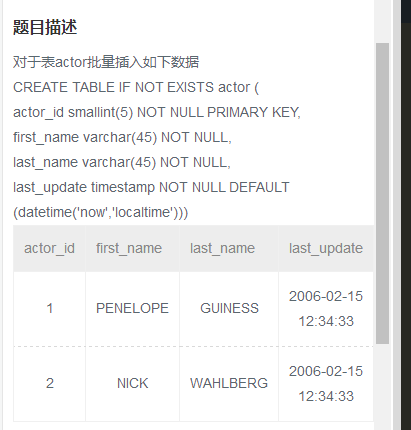 题目描述
对于表actor批量插入如下数据
CREATE TABLE IF NOT EXISTS actor (
actor_id smallint(5) NOT NULL PRIMARY KEY,
first_name varchar(45) NOT NULL,
last_name varchar(45) NOT NULL,
last_update timestamp NOT NULL DEFAULT
(datetime('now','localtime')))
actor_id first_name last_name last_update
1 PENELOPE GUINESS 2006-02-15
12:34:33
2 NICK WAHLBERG 2006-02-15
12:34:33